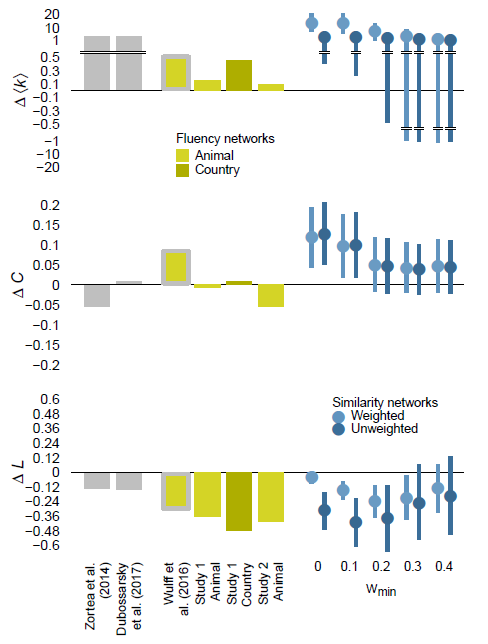 Δ ⟨k⟩
20
10
1
0.5
0.3
0.1
−0.1
−0.3
−0.5
−1
−10
−20
Fluency networks
Animal
Country
Δ C
0.2
0.15
0.1
0.05
0
−0.05
−0.1
−0.15
−0.2
Δ L
0.6
0.48
0.36
0.24
0.12
0
−0.12
−0.24
−0.36
−0.48
−0.6
Similarity networks
Weighted
Unweighted
Zortea et al.
(2014)
Dubossarsky
et al. (2017)
Wulff et
al. (2016)
Study 1
Animal
Study 1
Country
Study 2
Animal
0 0.1 0.2 0.3 0.4
Wmin